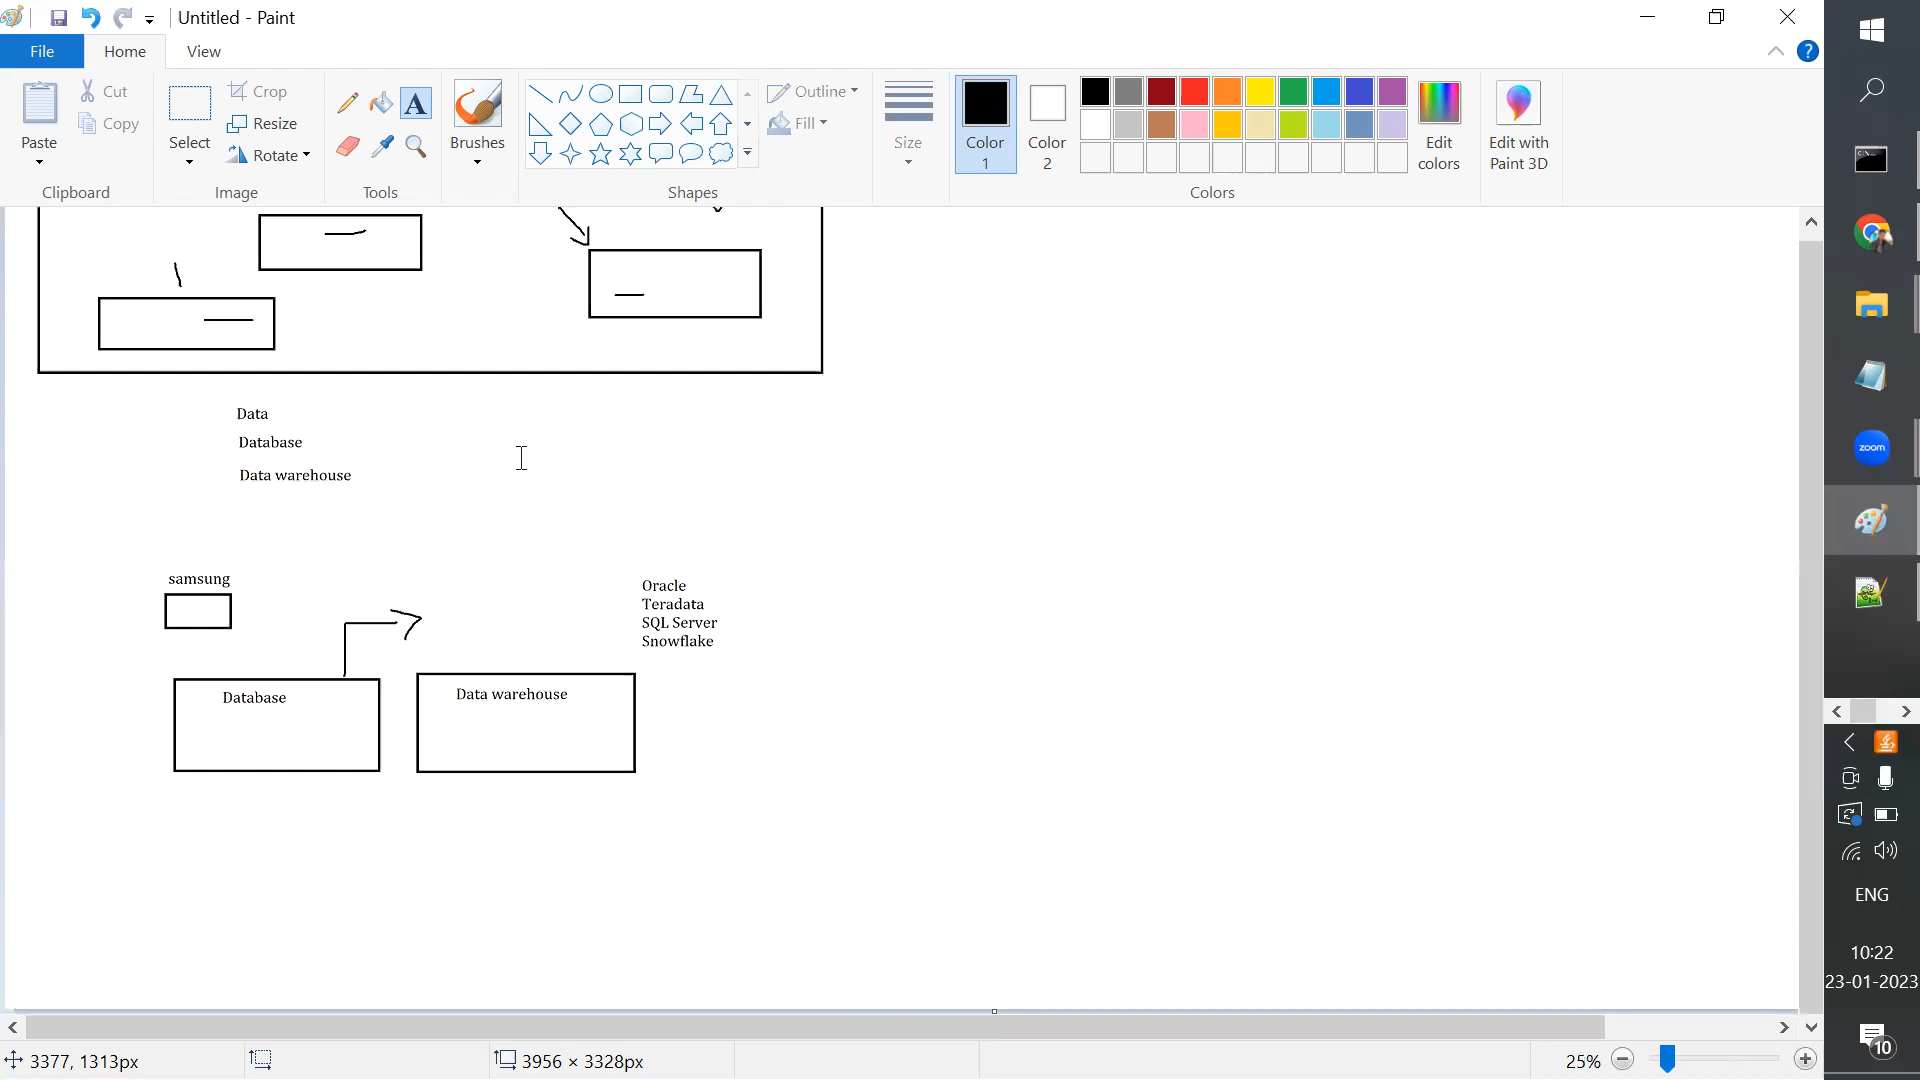 Untitled - Paint
File
Home
View
?
Paste
Cut
Copy
Clipboard
Select
Crop
Resize
Rotate
Image
A
Tools
Brushes
Shapes
Outline
Fill
Size
Color
1
Color
2
Edit
colors
Colors
Edit with
Paint 3D
Data
Database
Data warehouse
samsung
Oracle
Teradata
SQL Server
Snowflake
Database
Data warehouse
3377, 1313px
3956 × 3328px
25%
zoom
ENG
10:22
23-01-2023
10